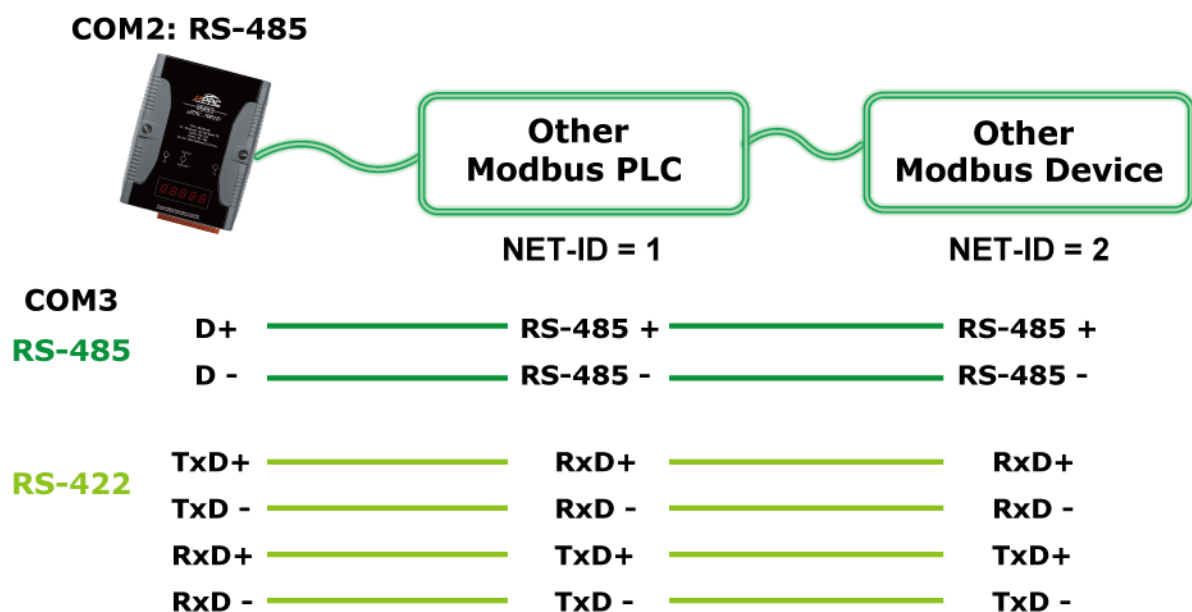 COM2: RS-485
µPAC
Other
Modbus PLC
Other
Modbus Device
NET-ID = 1
NET-ID = 2
COM3
RS-485
D+ RS-485 + RS-485 +
D - RS-485 - RS-485 -
RS-422
TxD+ RxD+ RxD+
TxD - RxD - RxD -
RxD+ TxD+ TxD+
RxD - TxD - TxD -